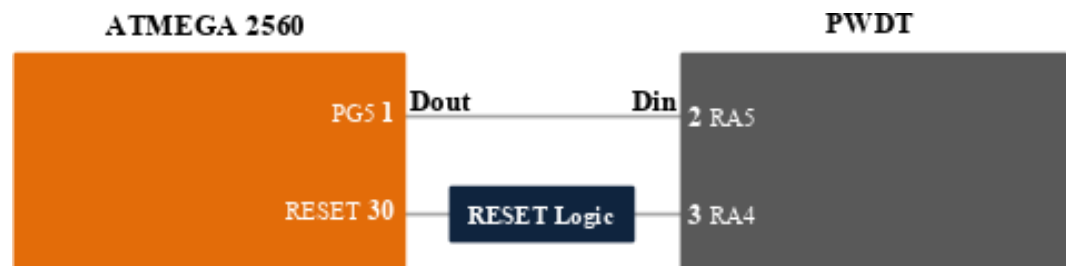 ATMEGA 2560
PWDT
PG5 1
Dout
Din
2 RA5
RESET 30
RESET Logic
3 RA4